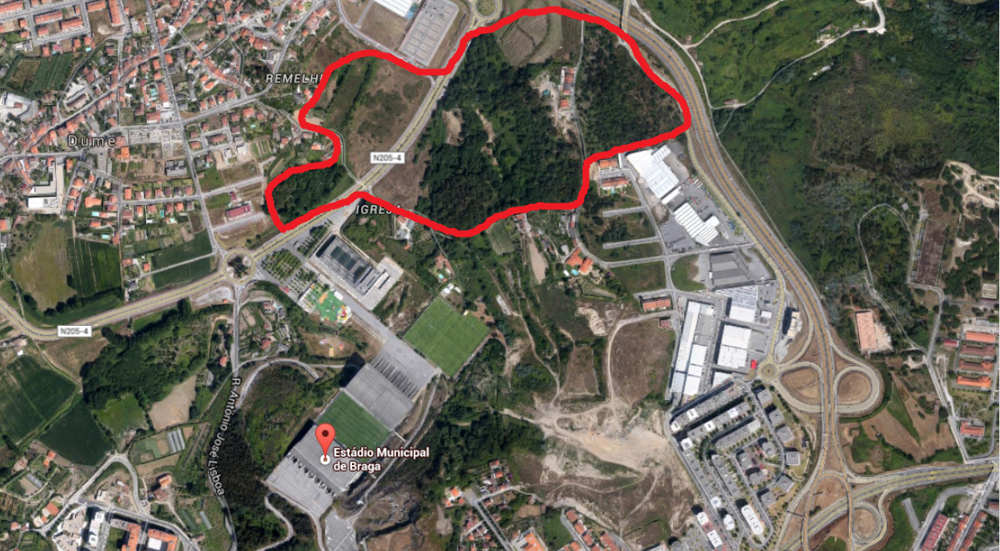 REMELHE
Dume
N205-4
IGREJA
N205-4
R. António José Lisboa
Estádio Municipal
de Braga